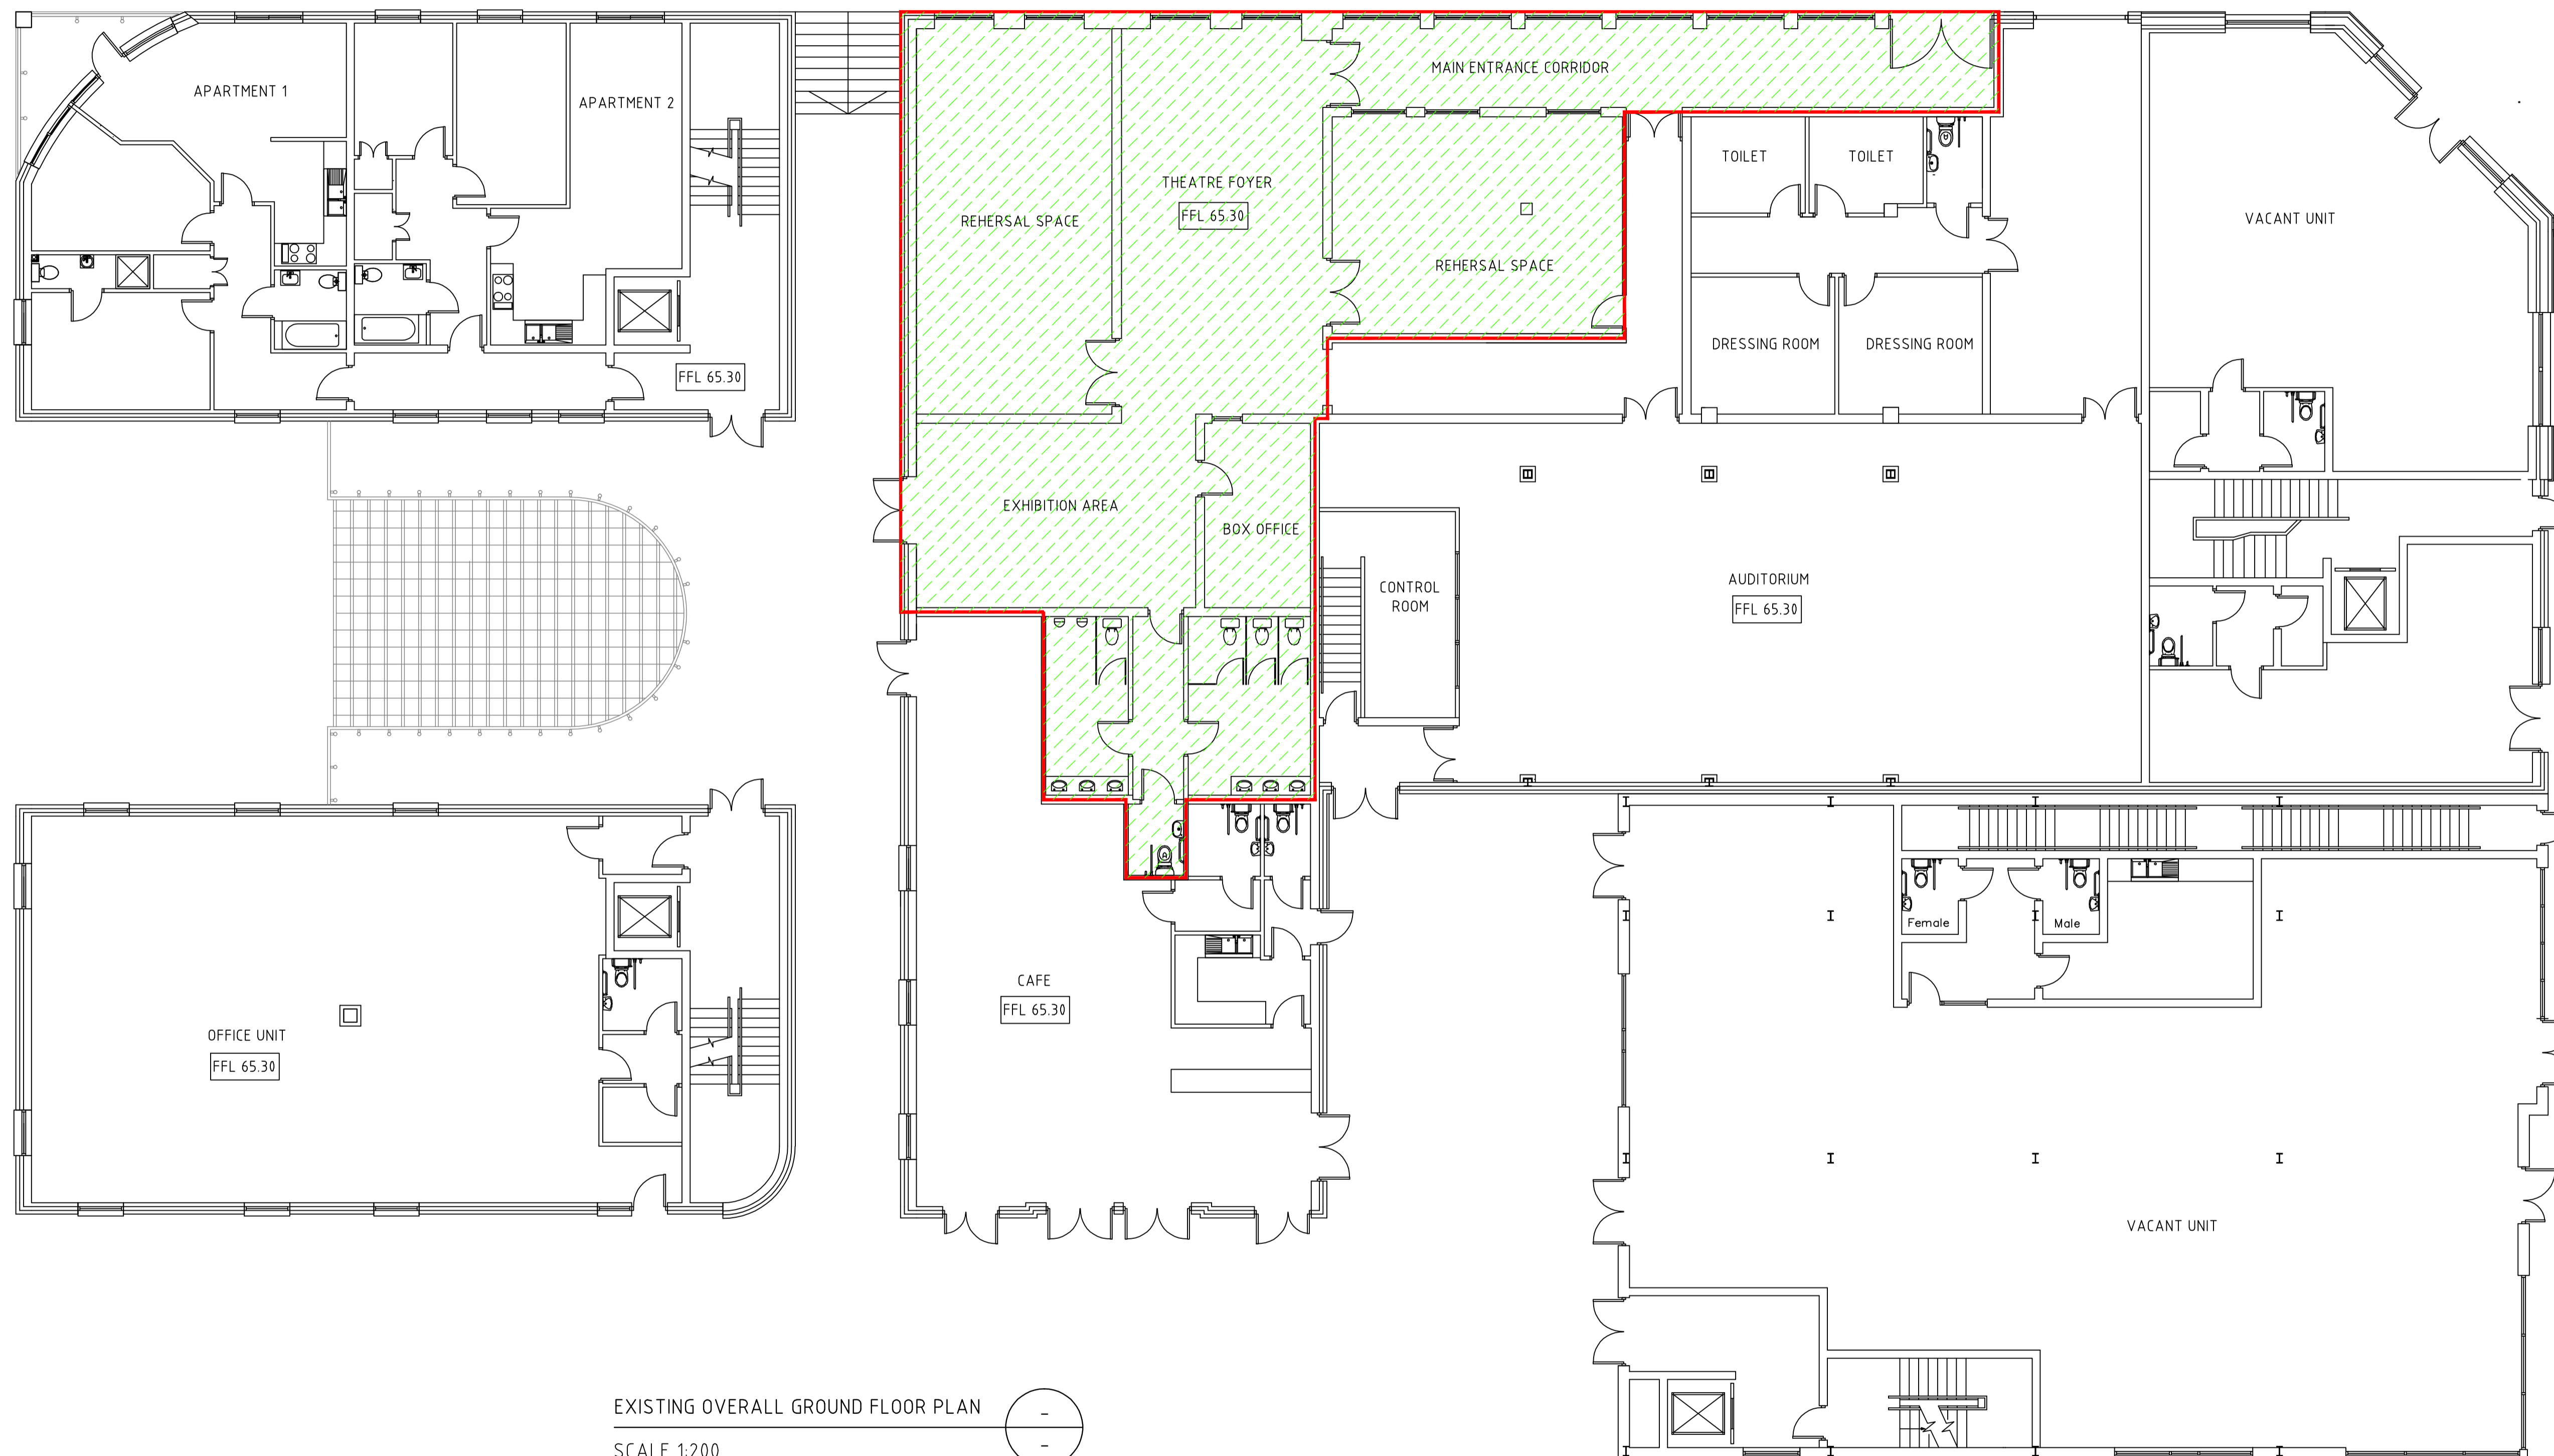 MAIN ENTRANCE CORRIDOR
APARTMENT 1
APARTMENT 2
TOILET
TOILET
THEATRE FOYER
FFL 65.30
REHERSAL SPACE
VACANT UNIT
REHERSAL SPACE
DRESSING ROOM
DRESSING ROOM
FFL 65.30
EXHIBITION AREA
BOX OFFICE
CONTROL
ROOM
AUDITORIUM
FFL 65.30
Female
Male
CAFE
FFL 65.30
OFFICE UNIT
FFL 65.30
VACANT UNIT
EXISTING OVERALL GROUND FLOOR PLAN
SCALE 1:200
-
-